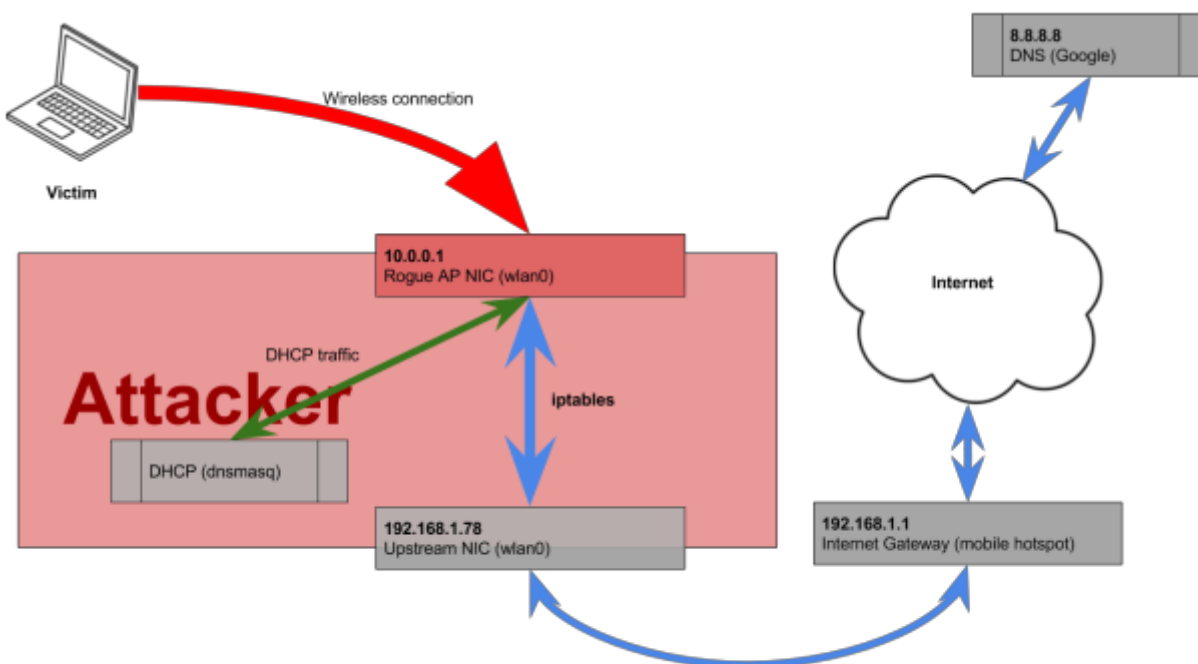 8.8.8.8
DNS (Google)
Wireless connection
Victim
10.0.0.1
Rogue AP NIC (wlan0)
Internet
DHCP traffic
Attacker
iptables
DHCP (dnsmasq)
192.168.1.78
Upstream NIC (wlan0)
192.168.1.1
Internet Gateway (mobile hotspot)